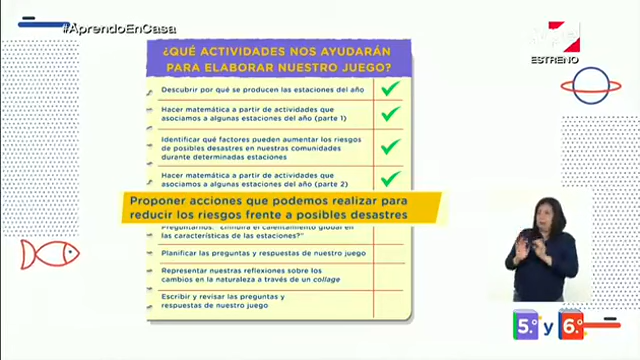 #AprendoEnCasa
ESTRENO
¿QUÉ ACTIVIDADES NOS AYUDARÁN
PARA ELABORAR NUESTRO JUEGO?
Descubrir por qué se producen las estaciones del año
Hacer matemática a partir de actividades que
asociamos a algunas estaciones del año (parte 1)
Identificar qué factores pueden aumentar los riesgos
de posibles desastres en nuestras comunidades
durante determinadas estaciones
Hacer matemática a partir de actividades que
asociamos a algunas estaciones del año (parte 2)
Proponer acciones que podemos realizar para
reducir los riesgos frente a posibles desastres
en las características de las estaciones?"
Planificar las preguntas y respuestas de nuestro juego
Representar nuestras reflexiones sobre los
cambios en la naturaleza a través de un collage
Escribir y revisar las preguntas y
respuestas de nuestro juego
5.° y 6.°